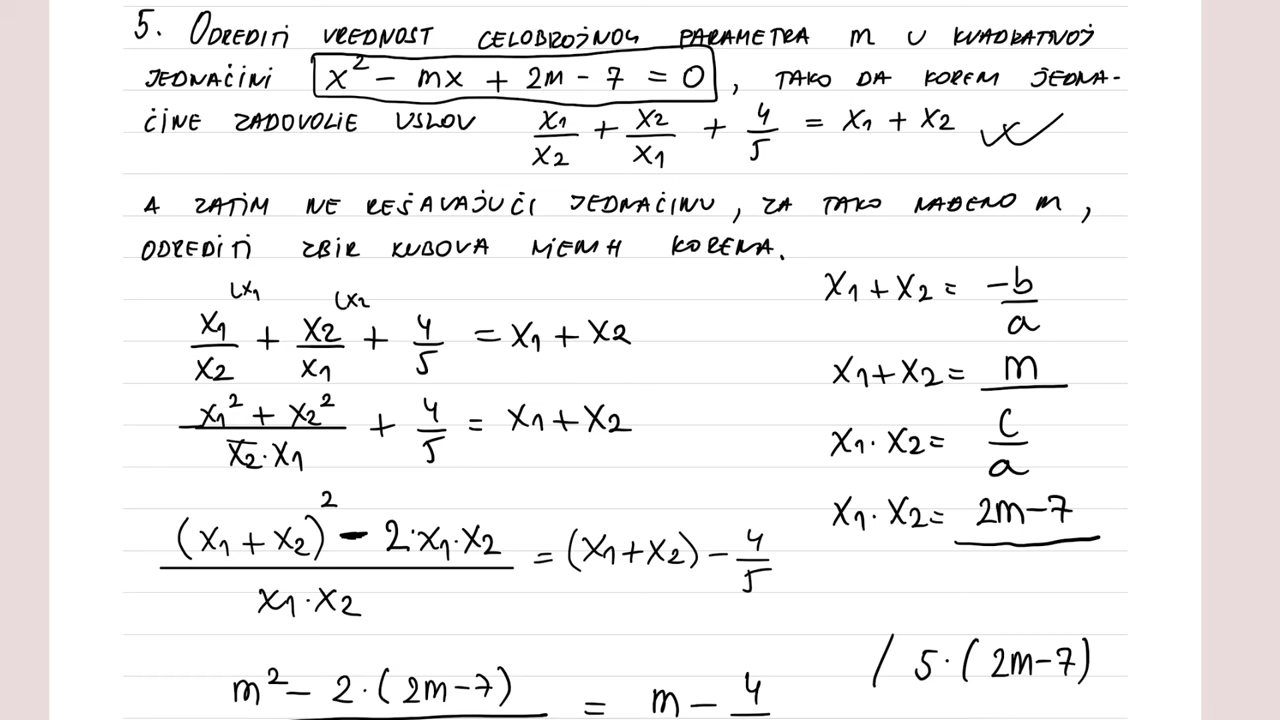 5. ODREDITI VREDNOST CELOBROJNOG PARAMETRA m U KVADRATNOJ
JEDNAČINI x² - mx + 2m - 7 = 0, TAKO DA KORENI JEDNA-
ČINE ZADOVOLJE USLOV x₁/x₂ + x₂/x₁ + 4/5 = x₁ + x₂ ✓
A ZATIM NE REŠAVAJUĆI JEDNAČINU, ZA TAKO NAĐENO m,
ODREDITI ZBIR KUBOVA NJENIH KORENA.
x₁ + x₂ = -b/a
(x₁ (x₂
x₁/x₂ + x₂/x₁ + 4/5 = x₁ + x₂
x₁ + x₂ = m
(x₁² + x₂²)/(x₂·x₁) + 4/5 = x₁ + x₂
x₁·x₂ = c/a
x₁·x₂ = 2m-7
((x₁ + x₂)² - 2·x₁·x₂)/(x₁·x₂) = (x₁+x₂) - 4/5
m² - 2·(2m-7) = m - 4 / 5·(2m-7)